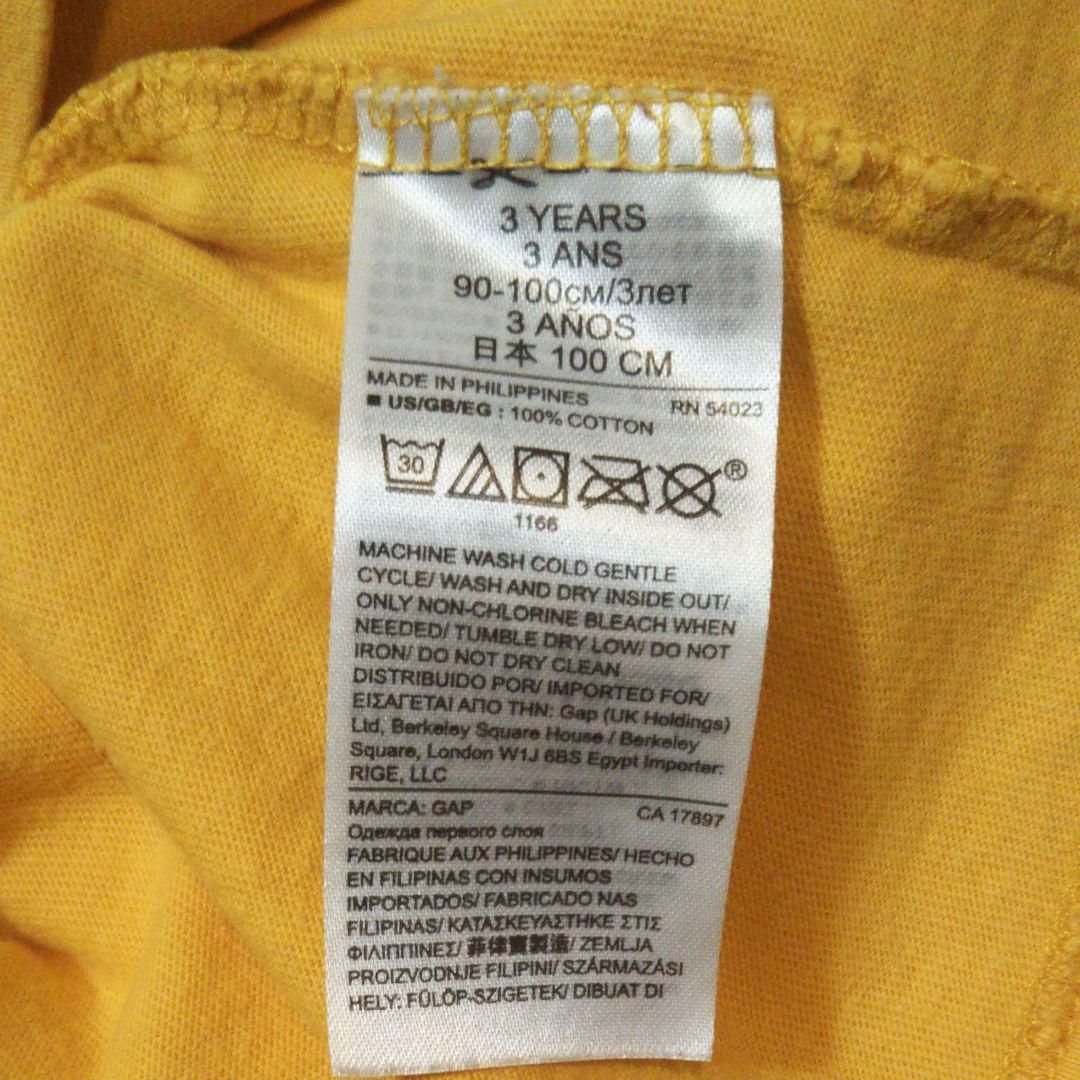 3 YEARS
3 ANS
90-100см/3лет
3 AÑOS
日本 100 CM
MADE IN PHILIPPINES RN 54023
■ US/GB/EG : 100% COTTON
30 ®
1166
MACHINE WASH COLD GENTLE
CYCLE/ WASH AND DRY INSIDE OUT/
ONLY NON-CHLORINE BLEACH WHEN
NEEDED/ TUMBLE DRY LOW/ DO NOT
IRON/ DO NOT DRY CLEAN
DISTRIBUIDO POR/ IMPORTED FOR/
ΕΙΣΑΓΕΤΑΙ ΑΠΟ ΤΗΝ: Gap (UK Holdings)
Ltd, Berkeley Square House / Berkeley
Square, London W1J 6BS Egypt Importer:
RIGE, LLC
MARCA: GAP CA 17897
Одежда первого слоя
FABRIQUE AUX PHILIPPINES/ HECHO
EN FILIPINAS CON INSUMOS
IMPORTADOS/ FABRICADO NAS
FILIPINAS/ ΚΑΤΑΣΚΕΥΑΣΤΗΚΕ ΣΤΙΣ
ΦΙΛΙΠΠΙΝΕΣ/ 菲律賓製造/ ZEMLJA
PROIZVODNJE FILIPINI/ SZÁRMAZÁSI
HELY: FÜLÖP-SZIGETEK/ DIBUAT DI